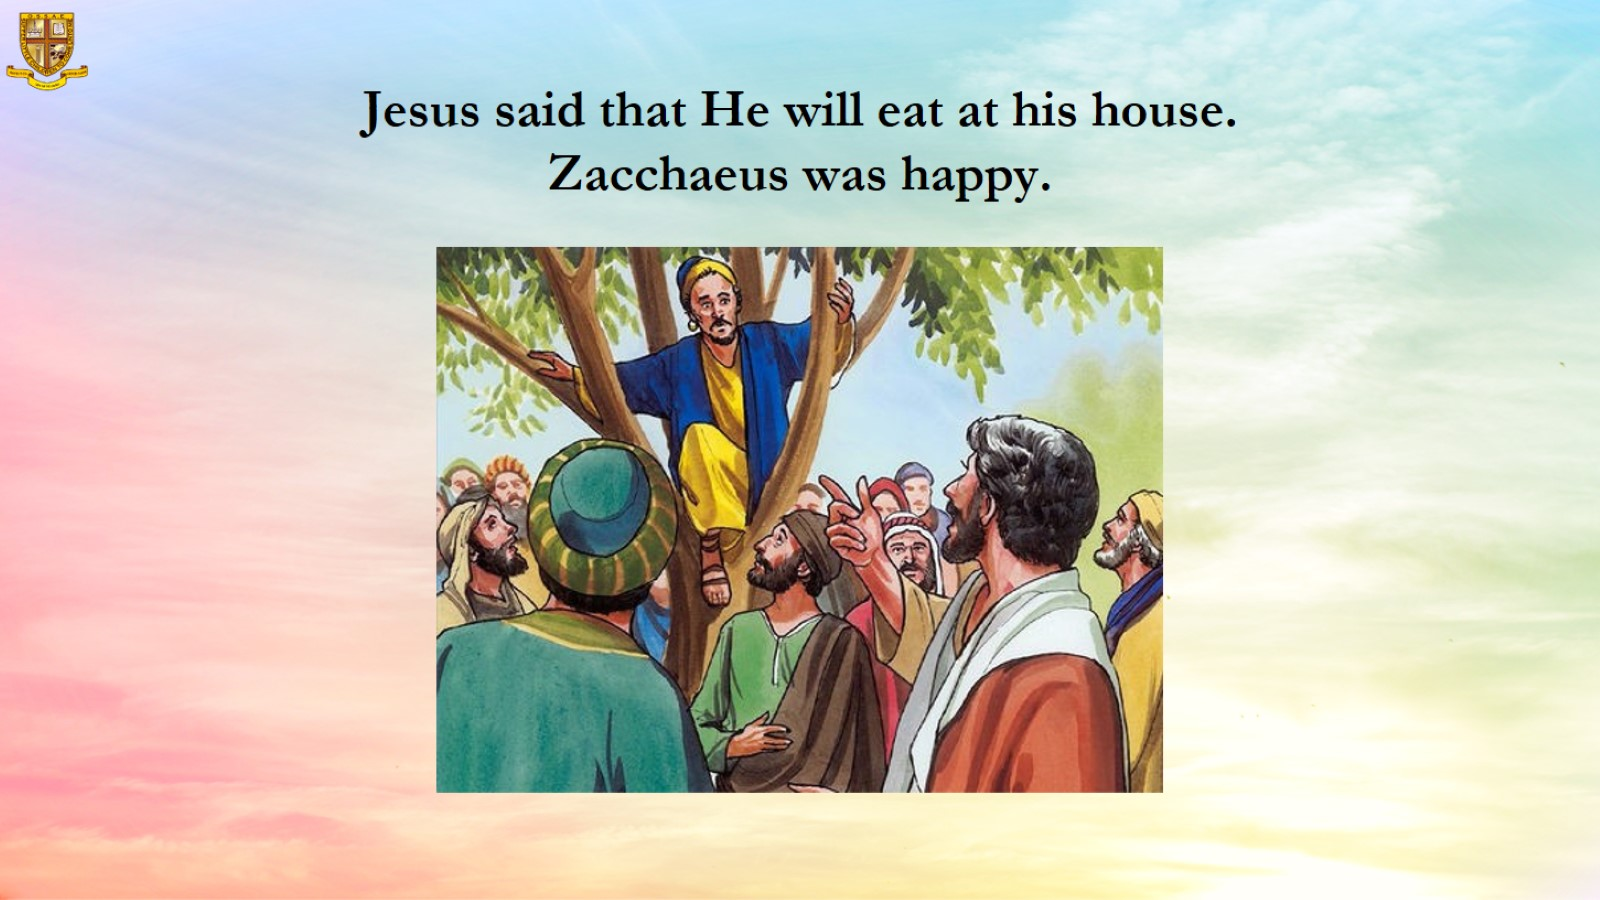 Jesus said that He will eat at his house.
Zacchaeus was happy.